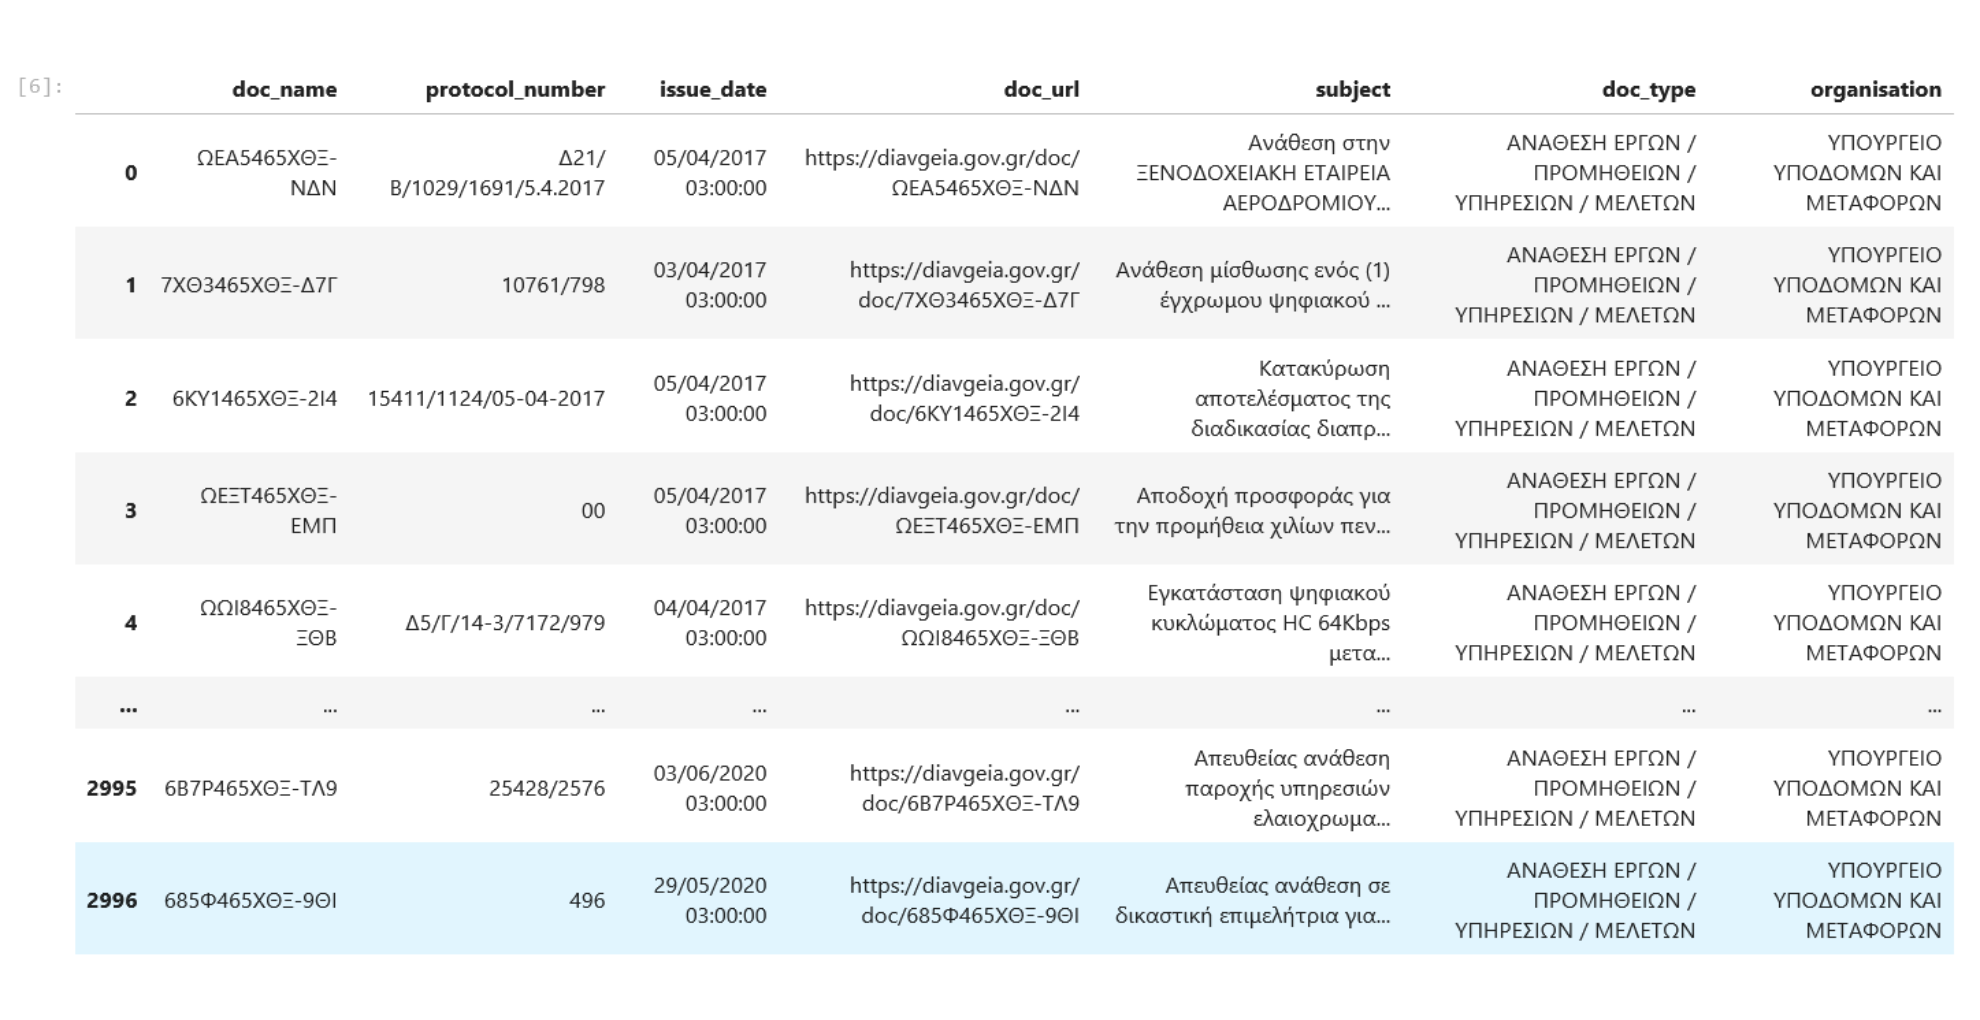 [6]:
doc_name protocol_number issue_date doc_url subject doc_type organisation
0 ΩΕΑ5465ΧΘΞ-ΝΔΝ Δ21/Β/1029/1691/5.4.2017 05/04/2017 03:00:00 https://diavgeia.gov.gr/doc/ΩΕΑ5465ΧΘΞ-ΝΔΝ Ανάθεση στην ΞΕΝΟΔΟΧΕΙΑΚΗ ΕΤΑΙΡΕΙΑ ΑΕΡΟΔΡΟΜΙΟΥ... ΑΝΑΘΕΣΗ ΕΡΓΩΝ / ΠΡΟΜΗΘΕΙΩΝ / ΥΠΗΡΕΣΙΩΝ / ΜΕΛΕΤΩΝ ΥΠΟΥΡΓΕΙΟ ΥΠΟΔΟΜΩΝ ΚΑΙ ΜΕΤΑΦΟΡΩΝ
1 7ΧΘ3465ΧΘΞ-Δ7Γ 10761/798 03/04/2017 03:00:00 https://diavgeia.gov.gr/doc/7ΧΘ3465ΧΘΞ-Δ7Γ Ανάθεση μίσθωσης ενός (1) έγχρωμου ψηφιακού ... ΑΝΑΘΕΣΗ ΕΡΓΩΝ / ΠΡΟΜΗΘΕΙΩΝ / ΥΠΗΡΕΣΙΩΝ / ΜΕΛΕΤΩΝ ΥΠΟΥΡΓΕΙΟ ΥΠΟΔΟΜΩΝ ΚΑΙ ΜΕΤΑΦΟΡΩΝ
2 6ΚΥ1465ΧΘΞ-2Ι4 15411/1124/05-04-2017 05/04/2017 03:00:00 https://diavgeia.gov.gr/doc/6ΚΥ1465ΧΘΞ-2Ι4 Κατακύρωση αποτελέσματος της διαδικασίας διαπρ... ΑΝΑΘΕΣΗ ΕΡΓΩΝ / ΠΡΟΜΗΘΕΙΩΝ / ΥΠΗΡΕΣΙΩΝ / ΜΕΛΕΤΩΝ ΥΠΟΥΡΓΕΙΟ ΥΠΟΔΟΜΩΝ ΚΑΙ ΜΕΤΑΦΟΡΩΝ
3 ΩΕΞΤ465ΧΘΞ-ΕΜΠ 00 05/04/2017 03:00:00 https://diavgeia.gov.gr/doc/ΩΕΞΤ465ΧΘΞ-ΕΜΠ Αποδοχή προσφοράς για την προμήθεια χιλίων πεν... ΑΝΑΘΕΣΗ ΕΡΓΩΝ / ΠΡΟΜΗΘΕΙΩΝ / ΥΠΗΡΕΣΙΩΝ / ΜΕΛΕΤΩΝ ΥΠΟΥΡΓΕΙΟ ΥΠΟΔΟΜΩΝ ΚΑΙ ΜΕΤΑΦΟΡΩΝ
4 ΩΩΙ8465ΧΘΞ-ΞΘΒ Δ5/Γ/14-3/7172/979 04/04/2017 03:00:00 https://diavgeia.gov.gr/doc/ΩΩΙ8465ΧΘΞ-ΞΘΒ Εγκατάσταση ψηφιακού κυκλώματος HC 64Kbps μετα... ΑΝΑΘΕΣΗ ΕΡΓΩΝ / ΠΡΟΜΗΘΕΙΩΝ / ΥΠΗΡΕΣΙΩΝ / ΜΕΛΕΤΩΝ ΥΠΟΥΡΓΕΙΟ ΥΠΟΔΟΜΩΝ ΚΑΙ ΜΕΤΑΦΟΡΩΝ
... ... ... ... ... ... ... ...
2995 6Β7Ρ465ΧΘΞ-ΤΛ9 25428/2576 03/06/2020 03:00:00 https://diavgeia.gov.gr/doc/6Β7Ρ465ΧΘΞ-ΤΛ9 Απευθείας ανάθεση παροχής υπηρεσιών ελαιοχρωμα... ΑΝΑΘΕΣΗ ΕΡΓΩΝ / ΠΡΟΜΗΘΕΙΩΝ / ΥΠΗΡΕΣΙΩΝ / ΜΕΛΕΤΩΝ ΥΠΟΥΡΓΕΙΟ ΥΠΟΔΟΜΩΝ ΚΑΙ ΜΕΤΑΦΟΡΩΝ
2996 685Φ465ΧΘΞ-9ΘΙ 496 29/05/2020 03:00:00 https://diavgeia.gov.gr/doc/685Φ465ΧΘΞ-9ΘΙ Απευθείας ανάθεση σε δικαστική επιμελήτρια για... ΑΝΑΘΕΣΗ ΕΡΓΩΝ / ΠΡΟΜΗΘΕΙΩΝ / ΥΠΗΡΕΣΙΩΝ / ΜΕΛΕΤΩΝ ΥΠΟΥΡΓΕΙΟ ΥΠΟΔΟΜΩΝ ΚΑΙ ΜΕΤΑΦΟΡΩΝ